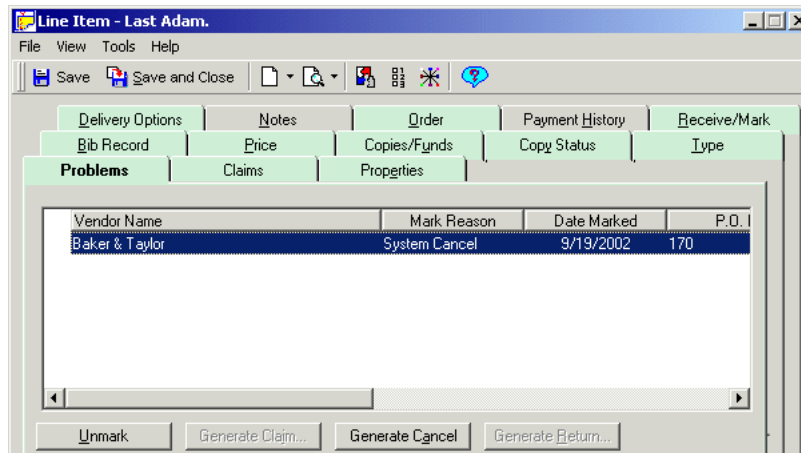 Line Item - Last Adam.
File View Tools Help
Save Save and Close
Delivery Options Notes Order Payment History Receive/Mark
Bib Record Price Copies/Funds Copy Status Type
Problems Claims Properties
Vendor Name Mark Reason Date Marked P.O.
Baker & Taylor System Cancel 9/19/2002 170
Unmark Generate Claim... Generate Cancel Generate Return...